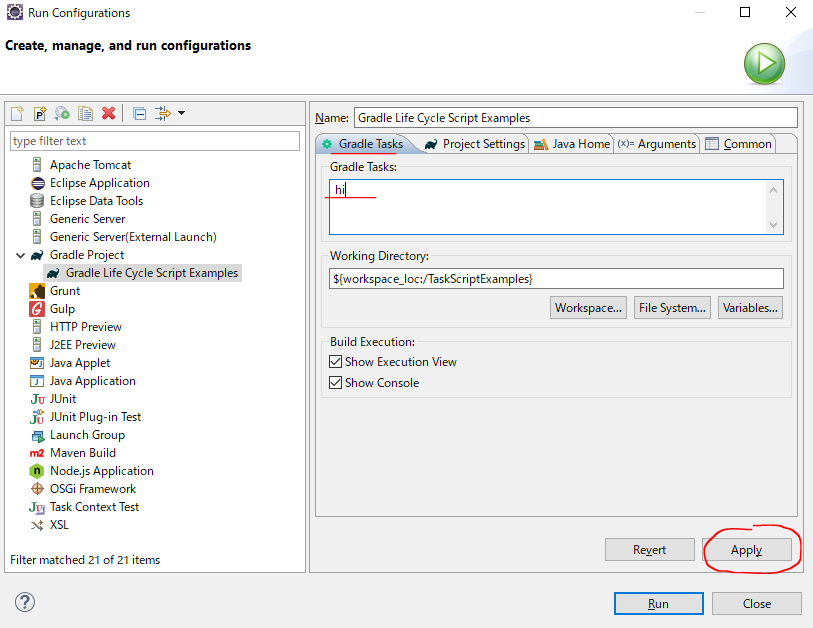 Run Configurations
Create, manage, and run configurations
type filter text
Apache Tomcat
Eclipse Application
Eclipse Data Tools
Generic Server
Generic Server(External Launch)
Gradle Project
Gradle Life Cycle Script Examples
Grunt
Gulp
HTTP Preview
J2EE Preview
Java Applet
Java Application
JUnit
JUnit Plug-in Test
Launch Group
Maven Build
Node.js Application
OSGi Framework
Task Context Test
XSL
Filter matched 21 of 21 items
Name: Gradle Life Cycle Script Examples
Gradle Tasks Project Settings Java Home (x)= Arguments Common
Gradle Tasks:
hi
Working Directory:
${workspace_loc:/TaskScriptExamples}
Workspace... File System... Variables...
Build Execution:
Show Execution View
Show Console
Revert Apply
Run Close